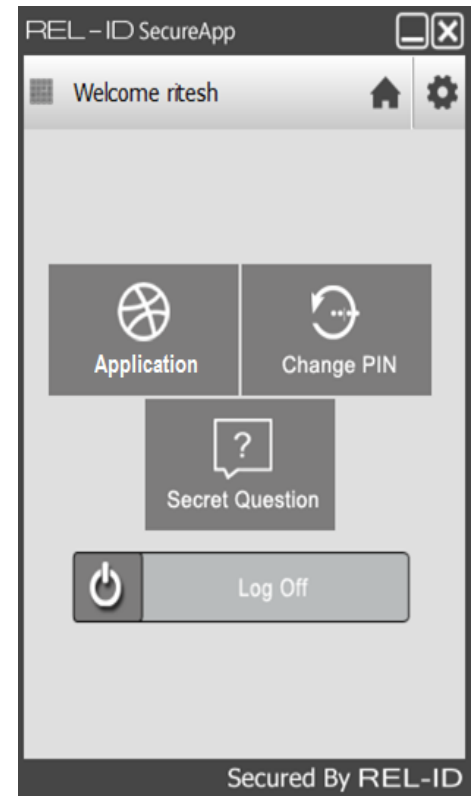 REL-ID SecureApp
Welcome ritesh
Application
Change PIN
?
Secret Question
Log Off
Secured By REL-ID